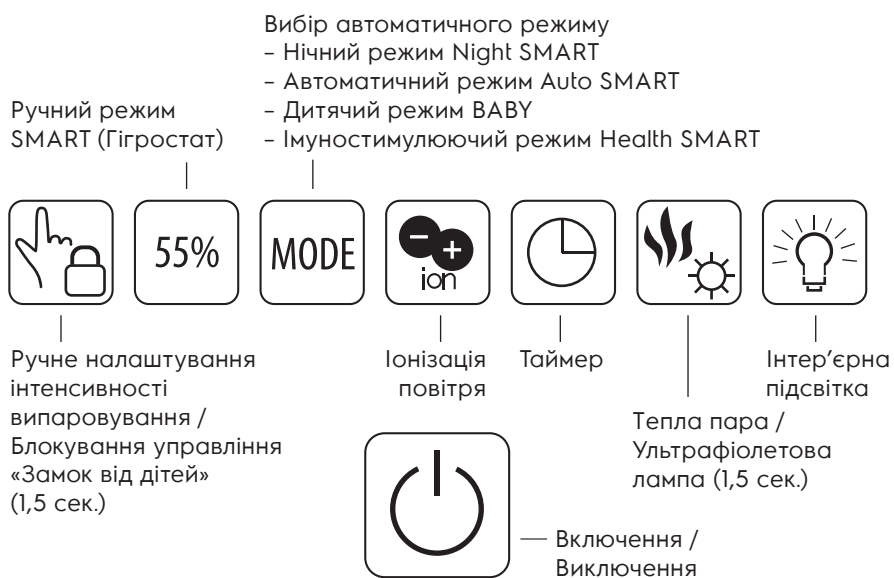 Вибір автоматичного режиму
– Нічний режим Night SMART
– Автоматичний режим Auto SMART
– Дитячий режим BABY
– Імуностимулюючий режим Health SMART
Ручний режим
SMART (Гігростат)
55%
MODE
ion
Ручне налаштування
інтенсивності
випаровування /
Блокування управління
«Замок від дітей»
(1,5 сек.)
Іонізація
повітря
Таймер
Тепла пара /
Ультрафіолетова
лампа (1,5 сек.)
Інтер’єрна
підсвітка
Включення /
Виключення